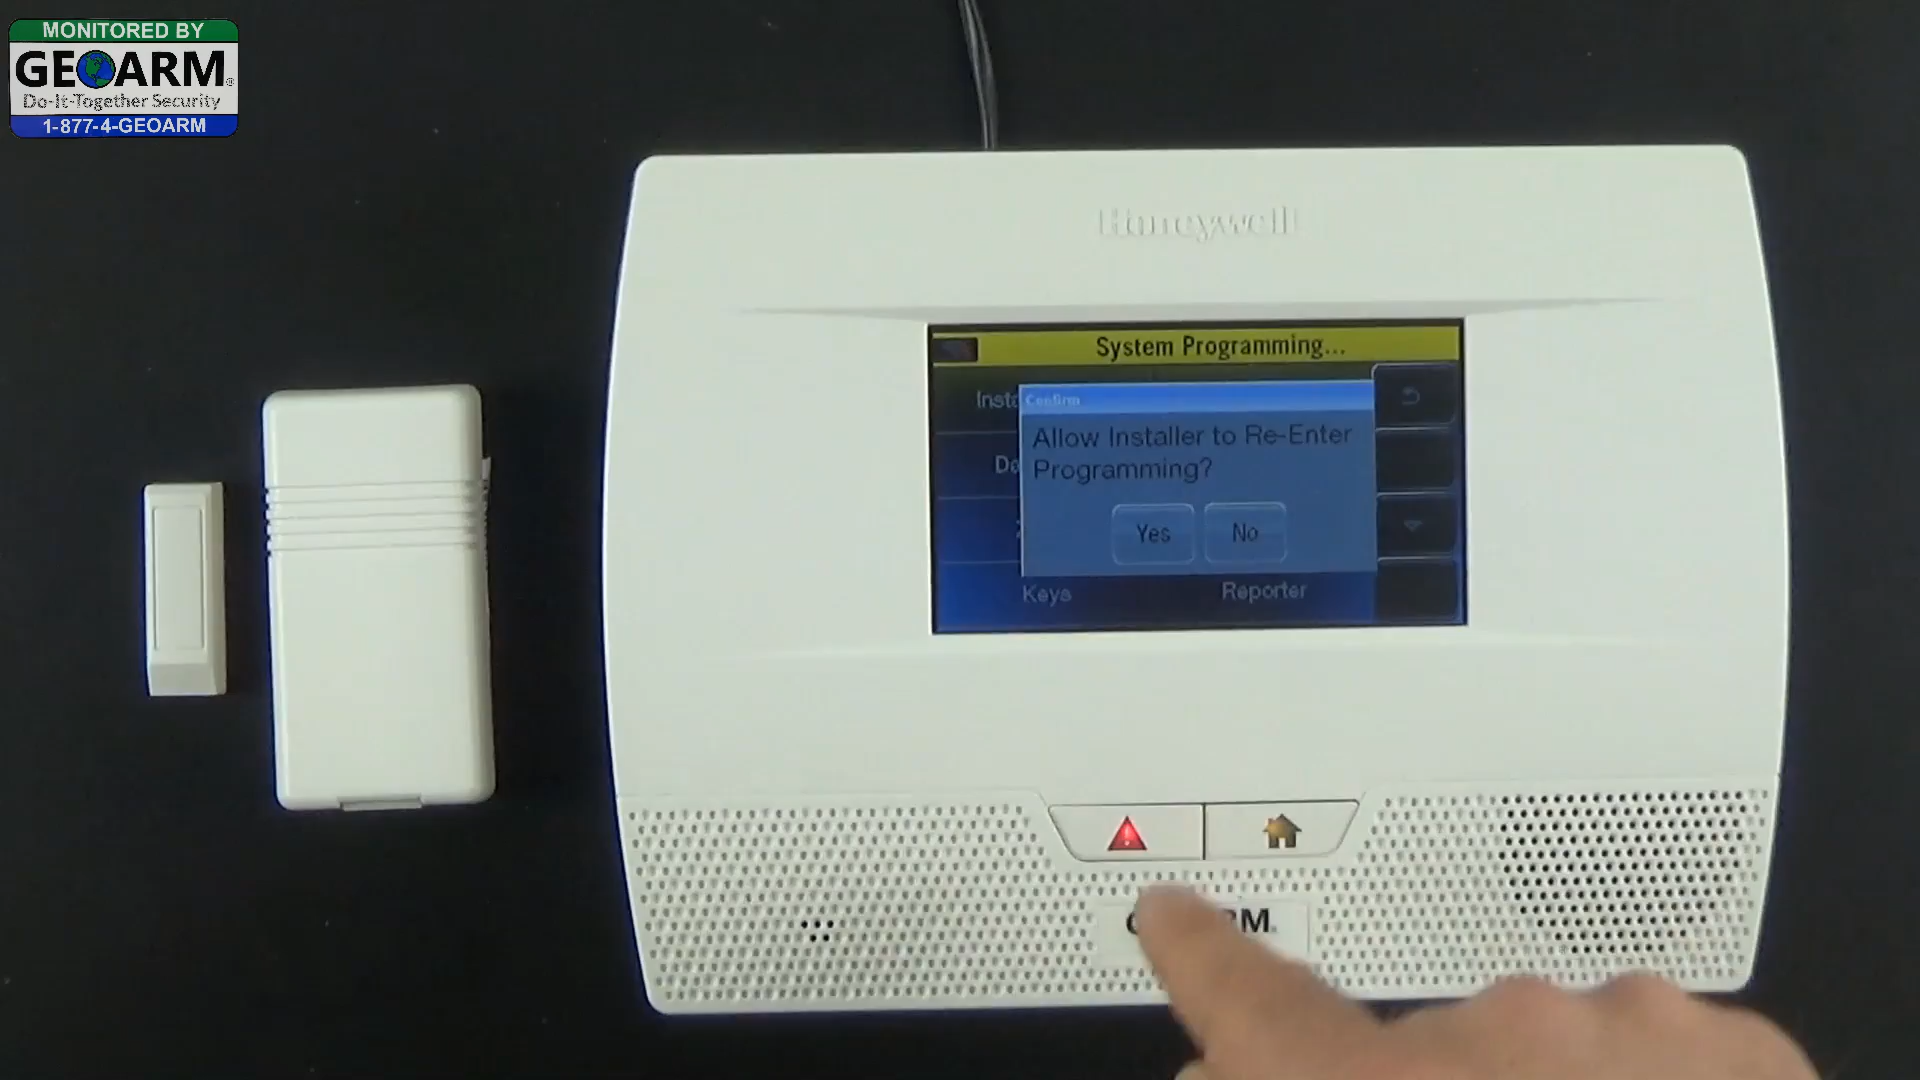 MONITORED BY
GEOARM®
Do-It-Together Security
1-877-4-GEOARM
Honeywell
System Programming...
Confirm
Allow Installer to Re-Enter
Programming?
Yes
No
Keys
Reporter